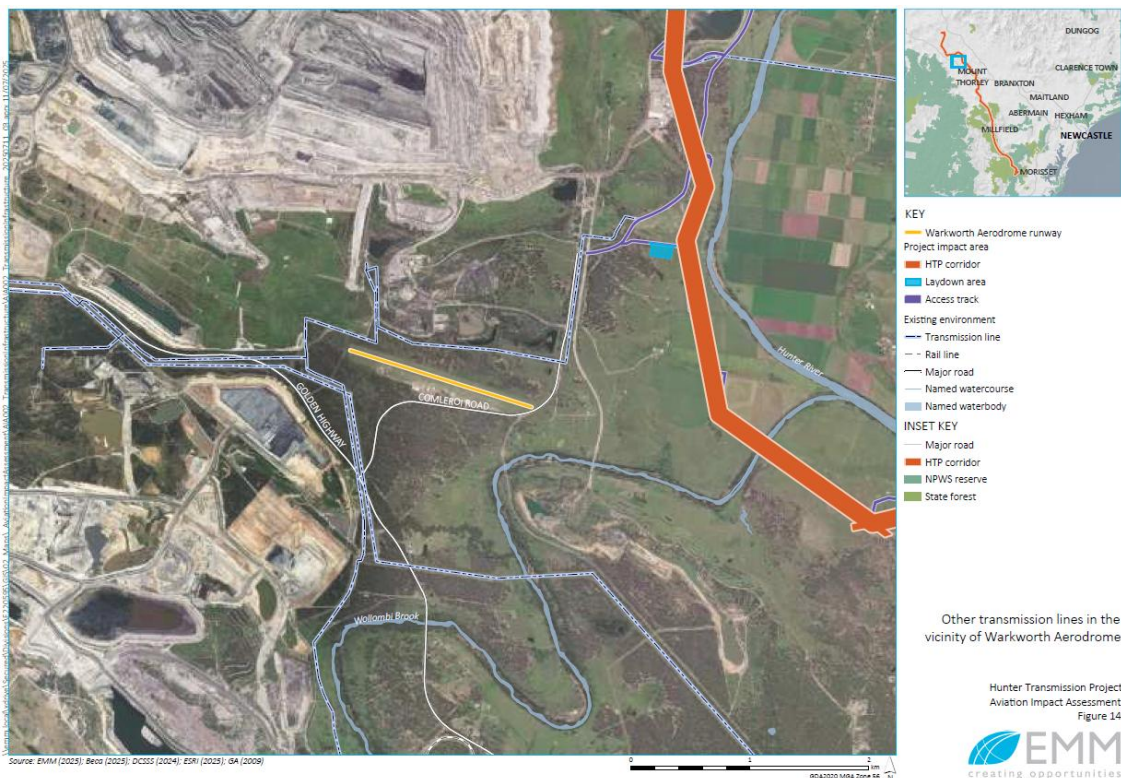 DUNGOG
CLARENCE TOWN
MOUNT
THORLEY
BRANXTON
MAITLAND
ABERMAIN
HEXHAM
MILLFIELD
NEWCASTLE
MORISSET
KEY
Warkworth Aerodrome runway
Project impact area
HTP corridor
Laydown area
Access track
Existing environment
Transmission line
Rail line
Major road
Named watercourse
Named waterbody
INSET KEY
Major road
HTP corridor
NPWS reserve
State forest
Hunter River
COMLEROI ROAD
GOLDEN HIGHWAY
Wollombi Brook
Other transmission lines in the
vicinity of Warkworth Aerodrome
Hunter Transmission Project
Aviation Impact Assessment
Figure 14
EMM
creating opportunities
Source: EMM (2025); Beca (2025); DCSSS (2024); ESRI (2025); GA (2009)
0 1 2
km
GDA2020 MGA Zone 56
N